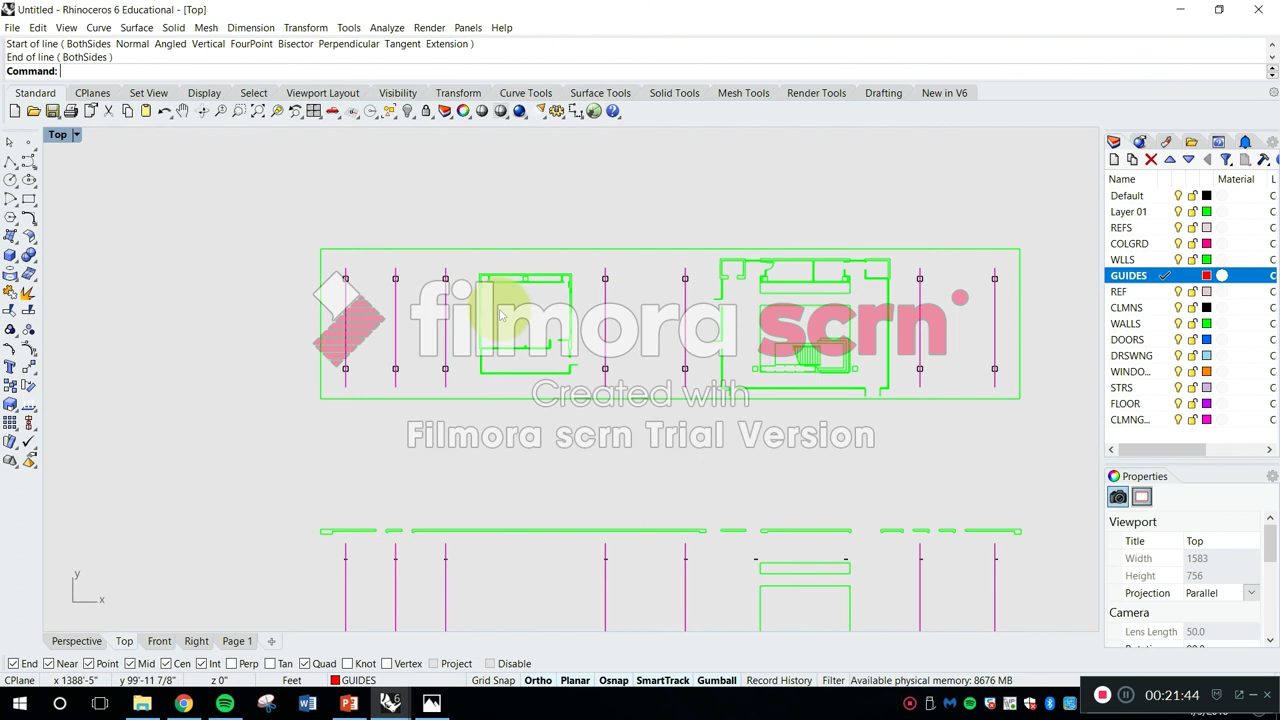 Untitled - Rhinoceros 6 Educational - [Top]
File Edit View Curve Surface Solid Mesh Dimension Transform Tools Analyze Render Panels Help
Start of line ( BothSides Normal Angled Vertical FourPoint Bisector Perpendicular Tangent Extension )
End of line ( BothSides )
Command:
Standard CPlanes Set View Display Select Viewport Layout Visibility Transform Curve Tools Surface Tools Solid Tools Mesh Tools Render Tools Drafting New in V6
Top
Name Material L
Default C
Layer 01 C
REFS C
COLGRD C
WLLS C
GUIDES C
REF C
CLMNS C
WALLS C
DOORS C
DRSWNG C
WINDO... C
STRS C
FLOOR C
CLMNG... C
filmora scrn
Created with
Filmora scrn Trial Version
Properties
Viewport
Title Top
Width 1583
Height 756
Projection Parallel
Camera
Lens Length 50.0
y
x
Perspective Top Front Right Page 1
End Near Point Mid Cen Int Perp Tan Quad Knot Vertex Project Disable
CPlane x 1388'-5" y 99'-11 7/8" z 0" Feet GUIDES Grid Snap Ortho Planar Osnap SmartTrack Gumball Record History Filter Available physical memory: 8676 MB
00:21:44